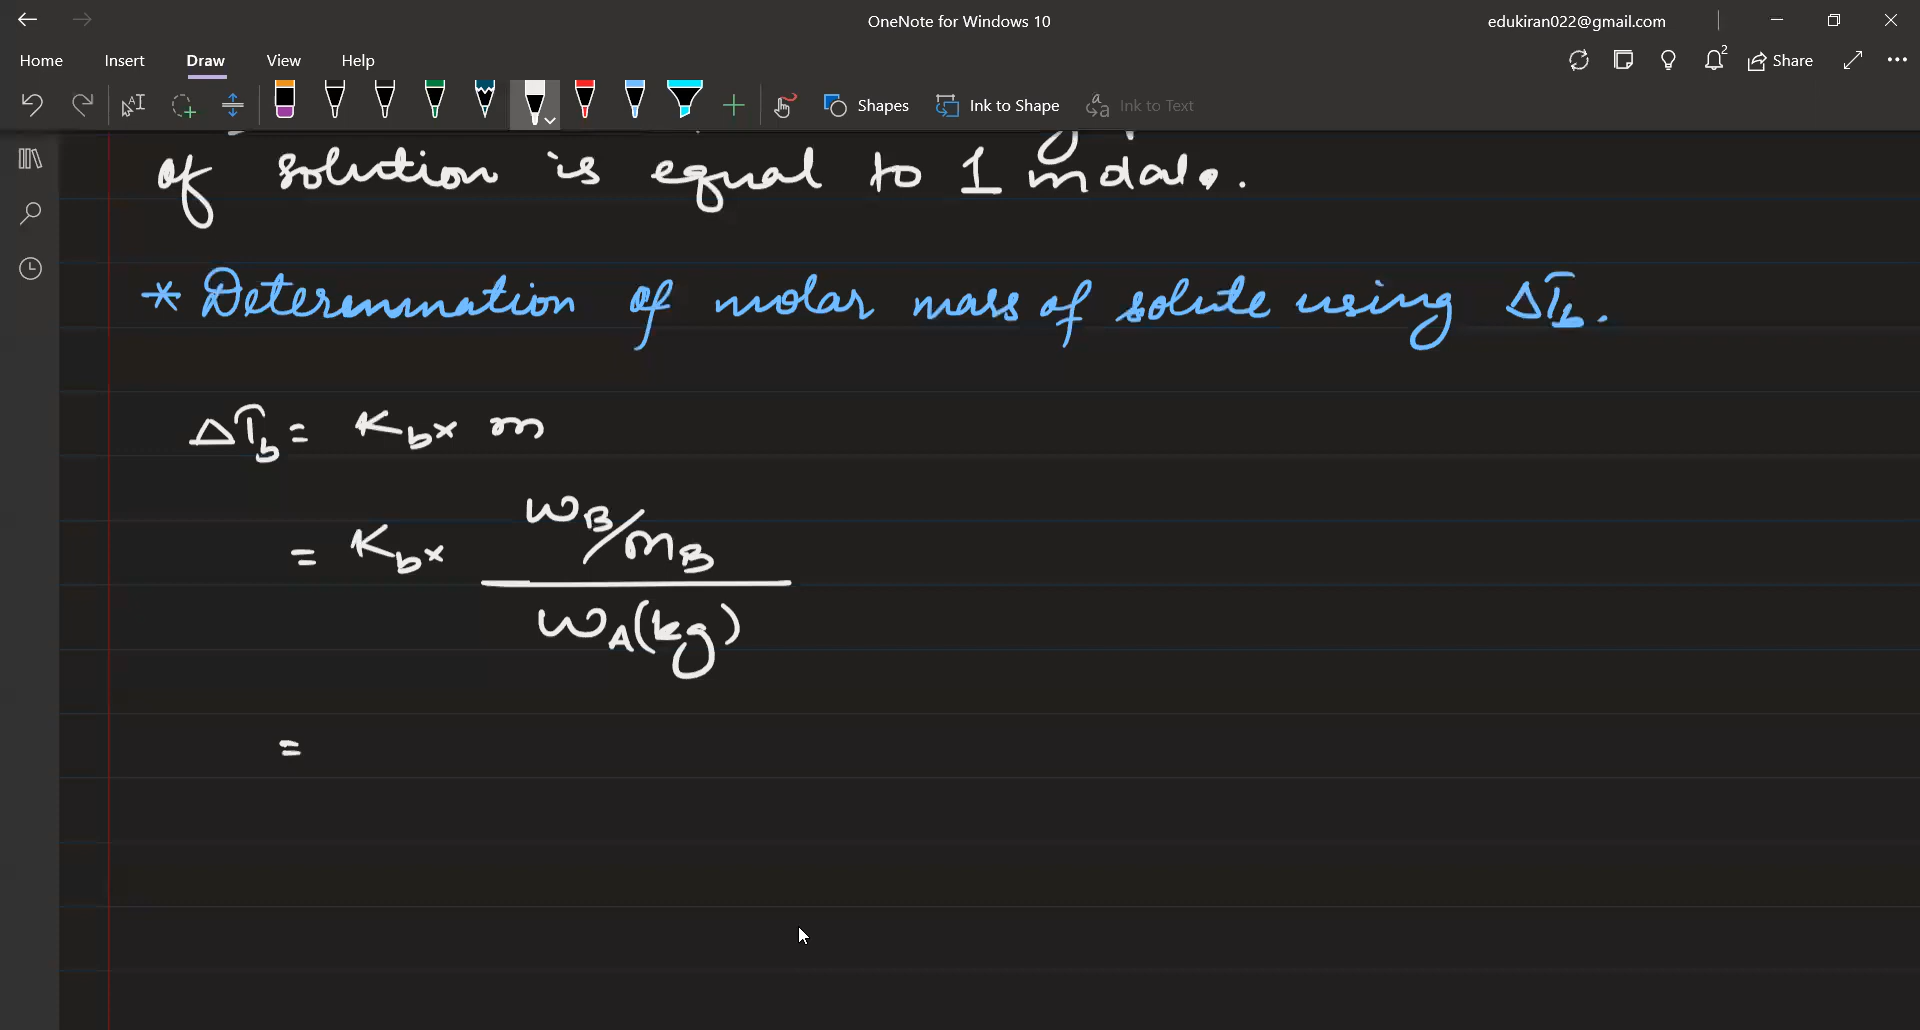 OneNote for Windows 10
edukiran022@gmail.com
Home Insert Draw View Help
Share
Shapes Ink to Shape Ink to Text
of solution is equal to 1 molal.
* Determination of molar mass of solute using ΔTb.
ΔTb = Kb × m
= Kb × WB/mB
WA(kg)
=